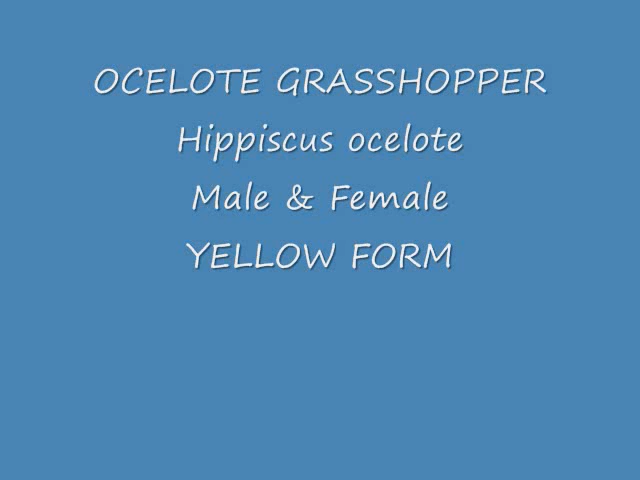 OCELOTE GRASSHOPPER
Hippiscus ocelote
Male & Female
YELLOW FORM